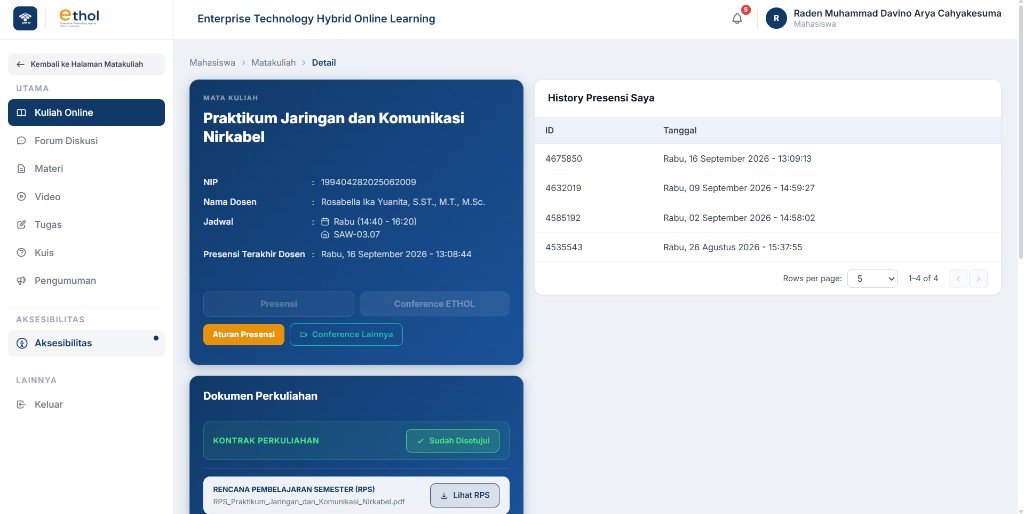 ethol
Enterprise Technology Hybrid Online Learning
5
R
Raden Muhammad Davino Arya Cahyakesuma
Mahasiswa
Kembali ke Halaman Matakuliah
UTAMA
Kuliah Online
Forum Diskusi
Materi
Video
Tugas
Kuis
Pengumuman
AKSESIBILITAS
Aksesibilitas
LAINNYA
Keluar
Mahasiswa > Matakuliah > Detail
MATA KULIAH
Praktikum Jaringan dan Komunikasi
Nirkabel
NIP : 199404282025062009
Nama Dosen : Rosabella Ika Yuanita, S.ST., M.T., M.Sc.
Jadwal : Rabu (14:40 - 16:20)
SAW-03.07
Presensi Terakhir Dosen : Rabu, 16 September 2026 - 13:08:44
Presensi
Conference ETHOL
Aturan Presensi
Conference Lainnya
Dokumen Perkuliahan
KONTRAK PERKULIAHAN
Sudah Disetujui
RENCANA PEMBELAJARAN SEMESTER (RPS)
RPS_Praktikum_Jaringan_dan_Komunikasi_Nirkabel.pdf
Lihat RPS
History Presensi Saya
ID Tanggal
4675850 Rabu, 16 September 2026 - 13:09:13
4632019 Rabu, 09 September 2026 - 14:59:27
4585192 Rabu, 02 September 2026 - 14:58:02
4535543 Rabu, 26 Agustus 2026 - 15:37:55
Rows per page: 5 1–4 of 4